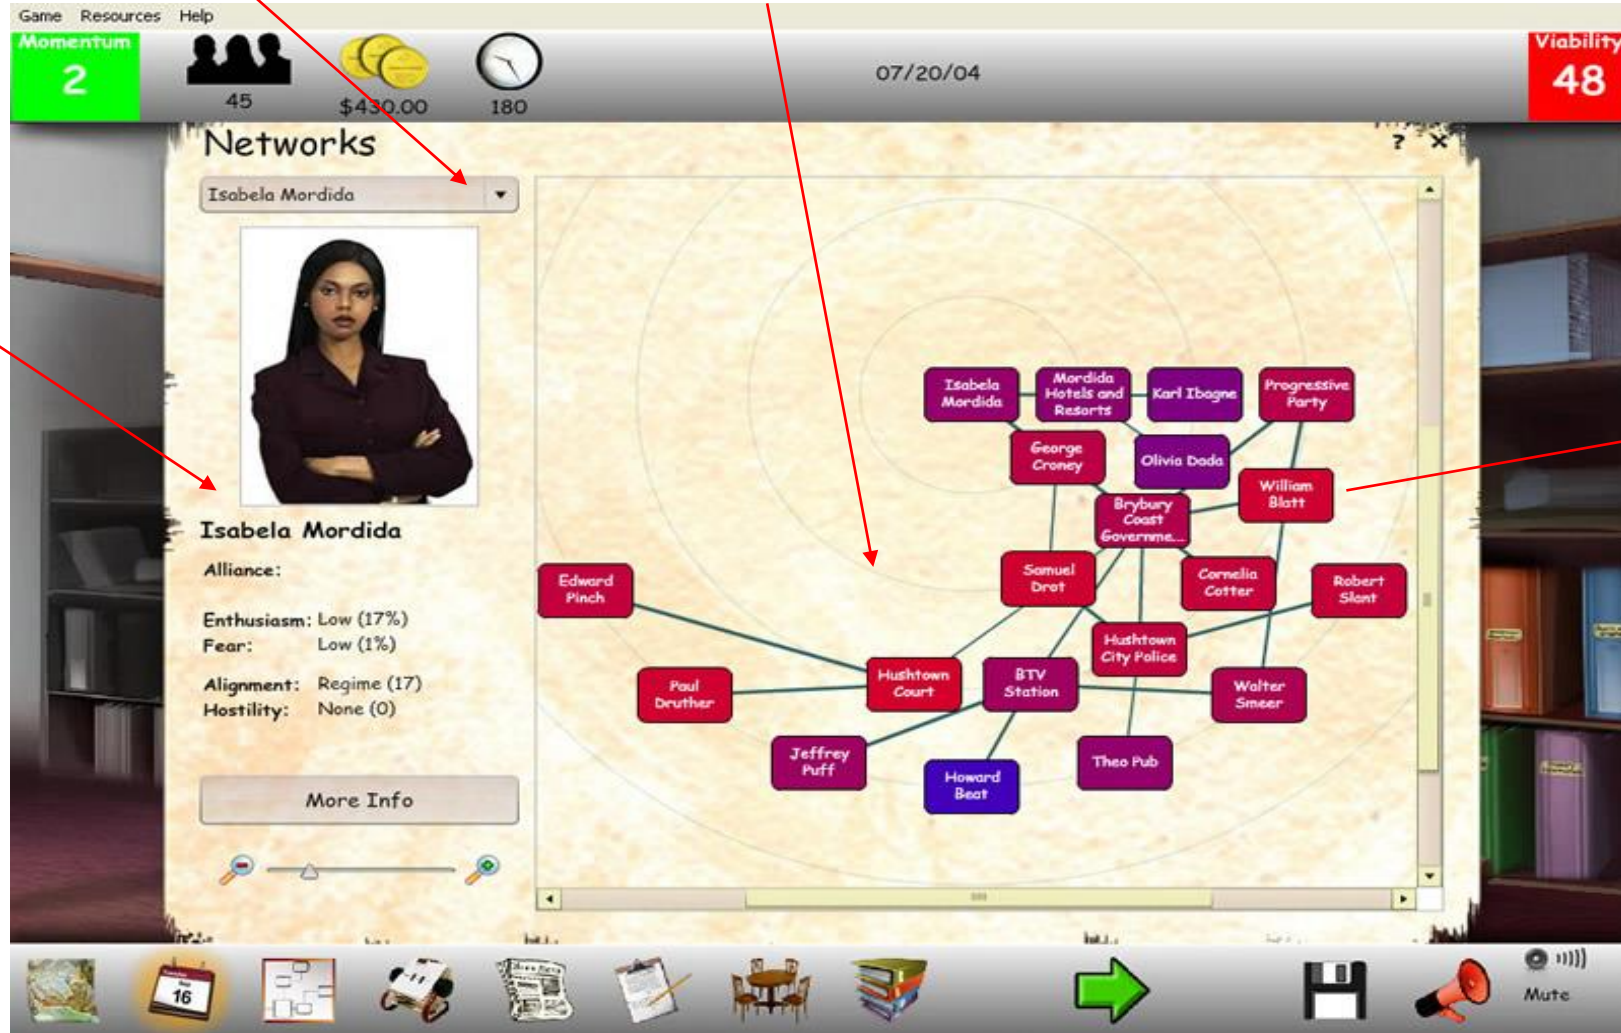 Game Resources Help
Momentum
2
45
$430.00
180
07/20/04
Viability
48
Networks
? X
Isabela Mordida
Isabela Mordida
Alliance:
Enthusiasm: Low (17%)
Fear: Low (1%)
Alignment: Regime (17)
Hostility: None (0)
More Info
Isabela
Mordida
Mordida
Hotels and
Resorts
Karl Ibagne
Progressive
Party
George
Croney
Olivia Dada
William
Blatt
Brybury
Coast
Governme...
Edward
Pinch
Samuel
Drot
Cornelia
Cotter
Robert
Slant
Hushtown
City Police
Paul
Druther
Hushtown
Court
BTV
Station
Walter
Smeer
Jeffrey
Puff
Howard
Beat
Theo Pub
16
Mute